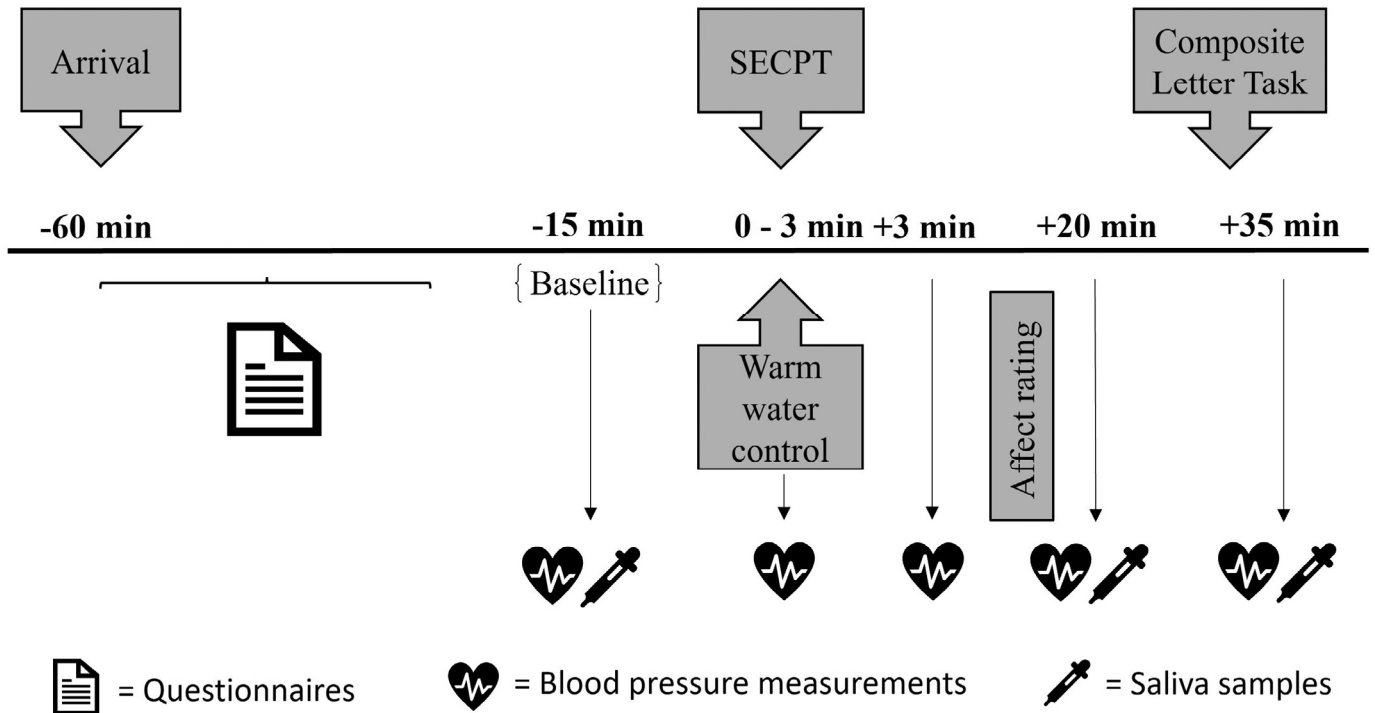 Arrival
SECPT
Composite
Letter Task
-60 min
-15 min
0 - 3 min
+3 min
+20 min
+35 min
{Baseline}
Warm
water
control
Affect rating
= Questionnaires
= Blood pressure measurements
= Saliva samples